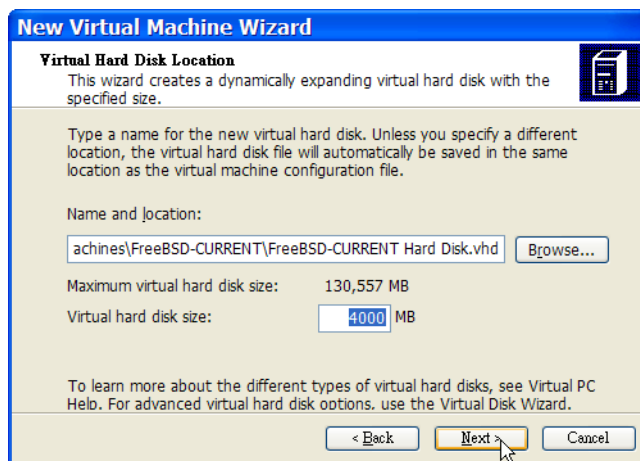 New Virtual Machine Wizard
Virtual Hard Disk Location
This wizard creates a dynamically expanding virtual hard disk with the
specified size.
Type a name for the new virtual hard disk. Unless you specify a different
location, the virtual hard disk file will automatically be saved in the same
location as the virtual machine configuration file.
Name and location:
achines\FreeBSD-CURRENT\FreeBSD-CURRENT Hard Disk.vhd Browse...
Maximum virtual hard disk size: 130,557 MB
Virtual hard disk size: 4000 MB
To learn more about the different types of virtual hard disks, see Virtual PC
Help. For advanced virtual hard disk options, use the Virtual Disk Wizard.
< Back Next > Cancel